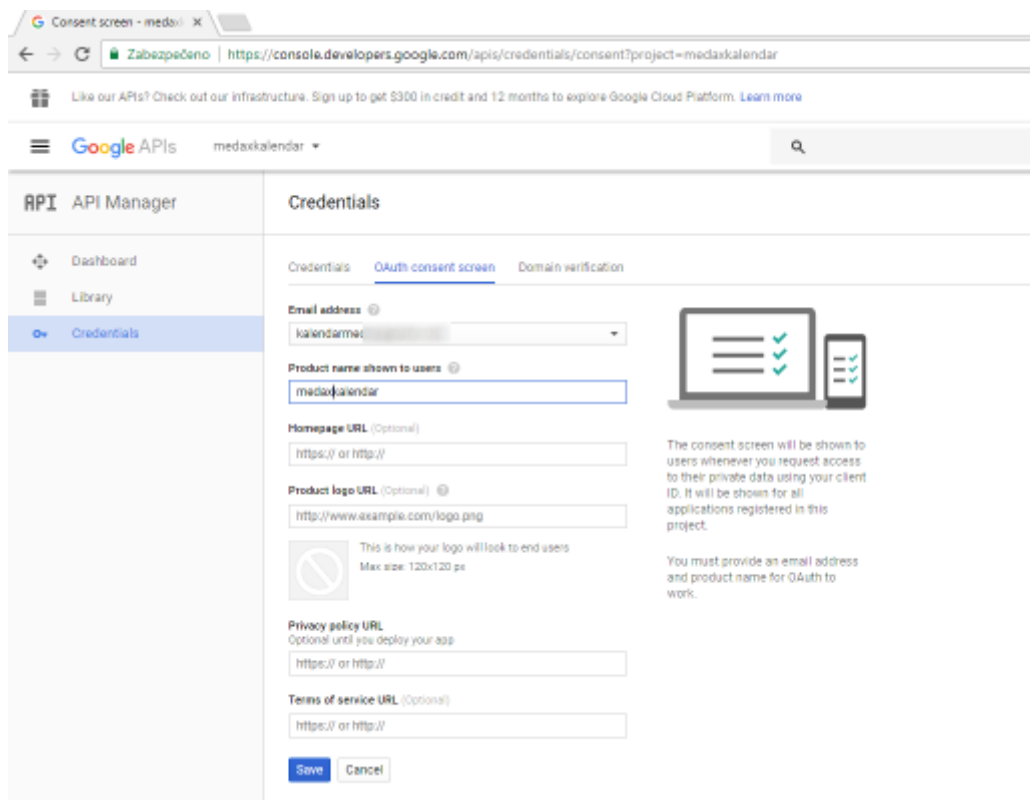 Consent screen - medax
Zabezpečeno https://console.developers.google.com/apis/credentials/consent?project=medaxkalendar
Like our APIs? Check out our infrastructure. Sign up to get $300 in credit and 12 months to explore Google Cloud Platform. Learn more
Google APIs medaxkalendar
API API Manager
Credentials
Dashboard
Library
Credentials
Credentials OAuth consent screen Domain verification
Email address
kalendarmed
Product name shown to users
medaxkalendar
Homepage URL (Optional)
https:// or http://
Product logo URL (Optional)
http://www.example.com/logo.png
This is how your logo will look to end users
Max size: 120x120 px
Privacy policy URL
Optional until you deploy your app
https:// or http://
Terms of service URL (Optional)
https:// or http://
Save Cancel
The consent screen will be shown to
users whenever you request access
to their private data using your client
ID. It will be shown for all
applications registered in this
project.
You must provide an email address
and product name for OAuth to
work.